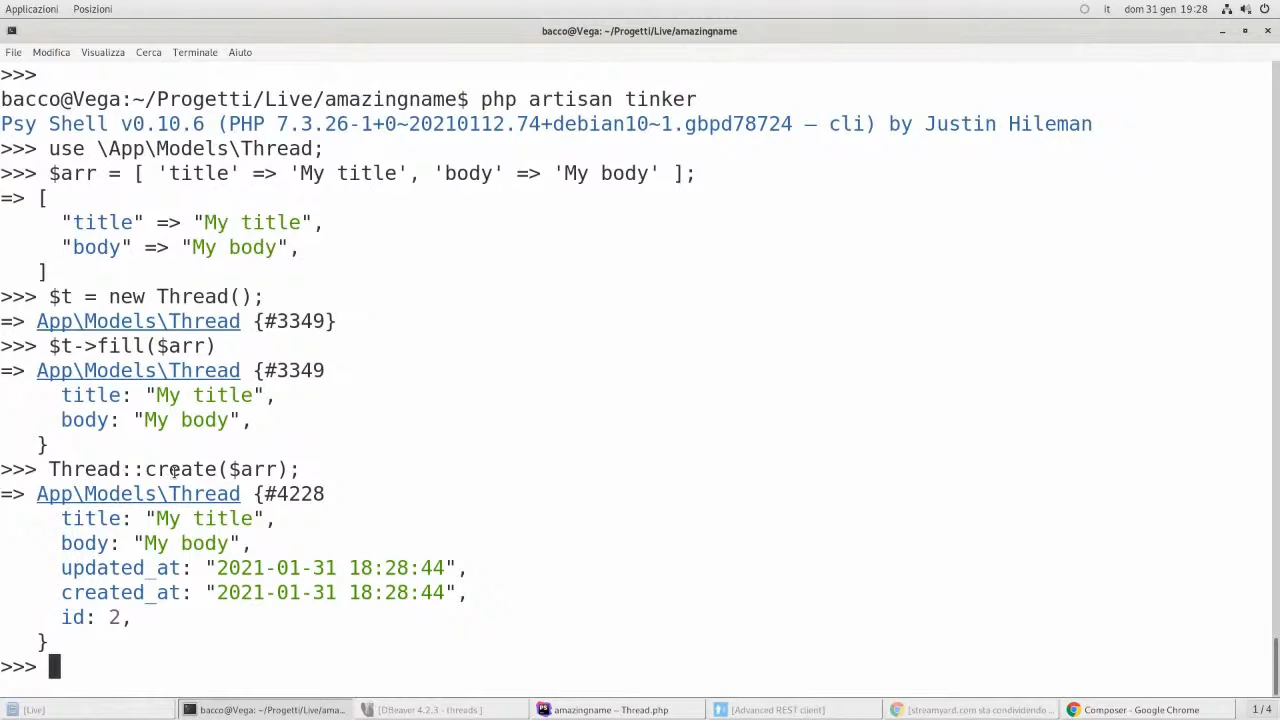 Applicazioni Posizioni it dom 31 gen 19:28
bacco@Vega: ~/Progetti/Live/amazingname
File Modifica Visualizza Cerca Terminale Aiuto
>>>
bacco@Vega:~/Progetti/Live/amazingname$ php artisan tinker
Psy Shell v0.10.6 (PHP 7.3.26-1+0~20210112.74+debian10~1.gbpd78724 — cli) by Justin Hileman
>>> use \App\Models\Thread;
>>> $arr = [ 'title' => 'My title', 'body' => 'My body' ];
=> [
     "title" => "My title",
     "body" => "My body",
   ]
>>> $t = new Thread();
=> App\Models\Thread {#3349}
>>> $t->fill($arr)
=> App\Models\Thread {#3349
     title: "My title",
     body: "My body",
   }
>>> Thread::create($arr);
=> App\Models\Thread {#4228
     title: "My title",
     body: "My body",
     updated_at: "2021-01-31 18:28:44",
     created_at: "2021-01-31 18:28:44",
     id: 2,
   }
>>>
[Live] bacco@Vega: ~/Progetti/Live/ama... [DBeaver 4.2.3 - threads ] amazingname – Thread.php [Advanced REST client] [streamyard.com sta condividendo ... Composer - Google Chrome 1 / 4